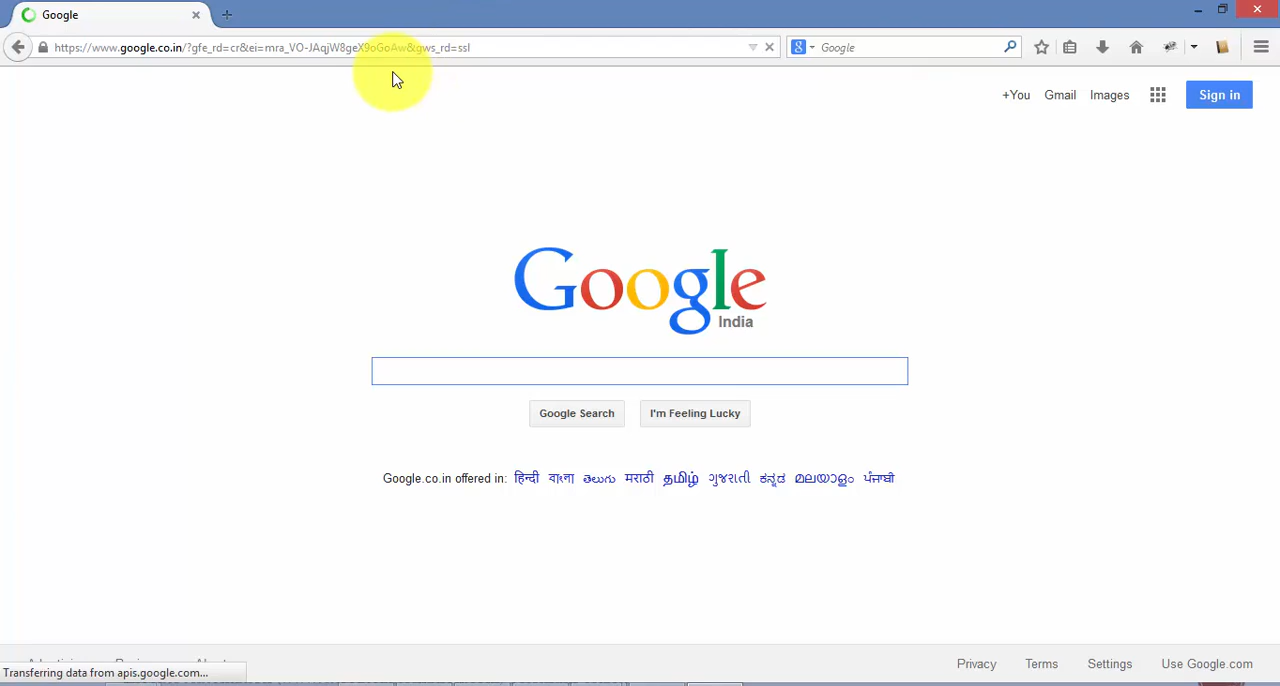 Google
https://www.google.co.in/?gfe_rd=cr&ei=mra_VO-JAqjW8geX9oGoAw&gws_rd=ssl
Google
+You Gmail Images Sign in
Google
India
Google Search I'm Feeling Lucky
Google.co.in offered in: हिन्दी বাংলা తెలుగు मराठी தமிழ் ગુજરાતી ಕನ್ನಡ മലയാളം ਪੰਜਾਬੀ
Privacy Terms Settings Use Google.com
Transferring data from apis.google.com...